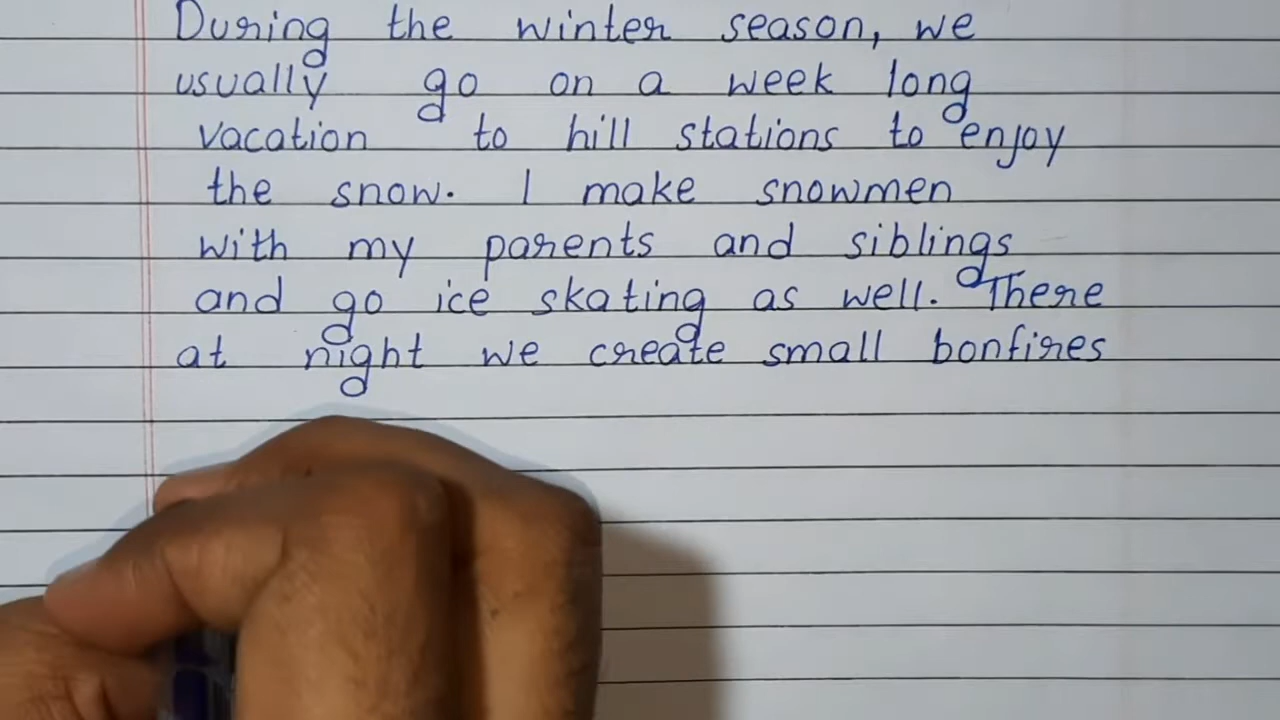 During the winter season, we
usually go on a week long
vacation to hill stations to enjoy
the snow. I make snowmen
with my parents and siblings
and go ice skating as well. There
at night we create small bonfires